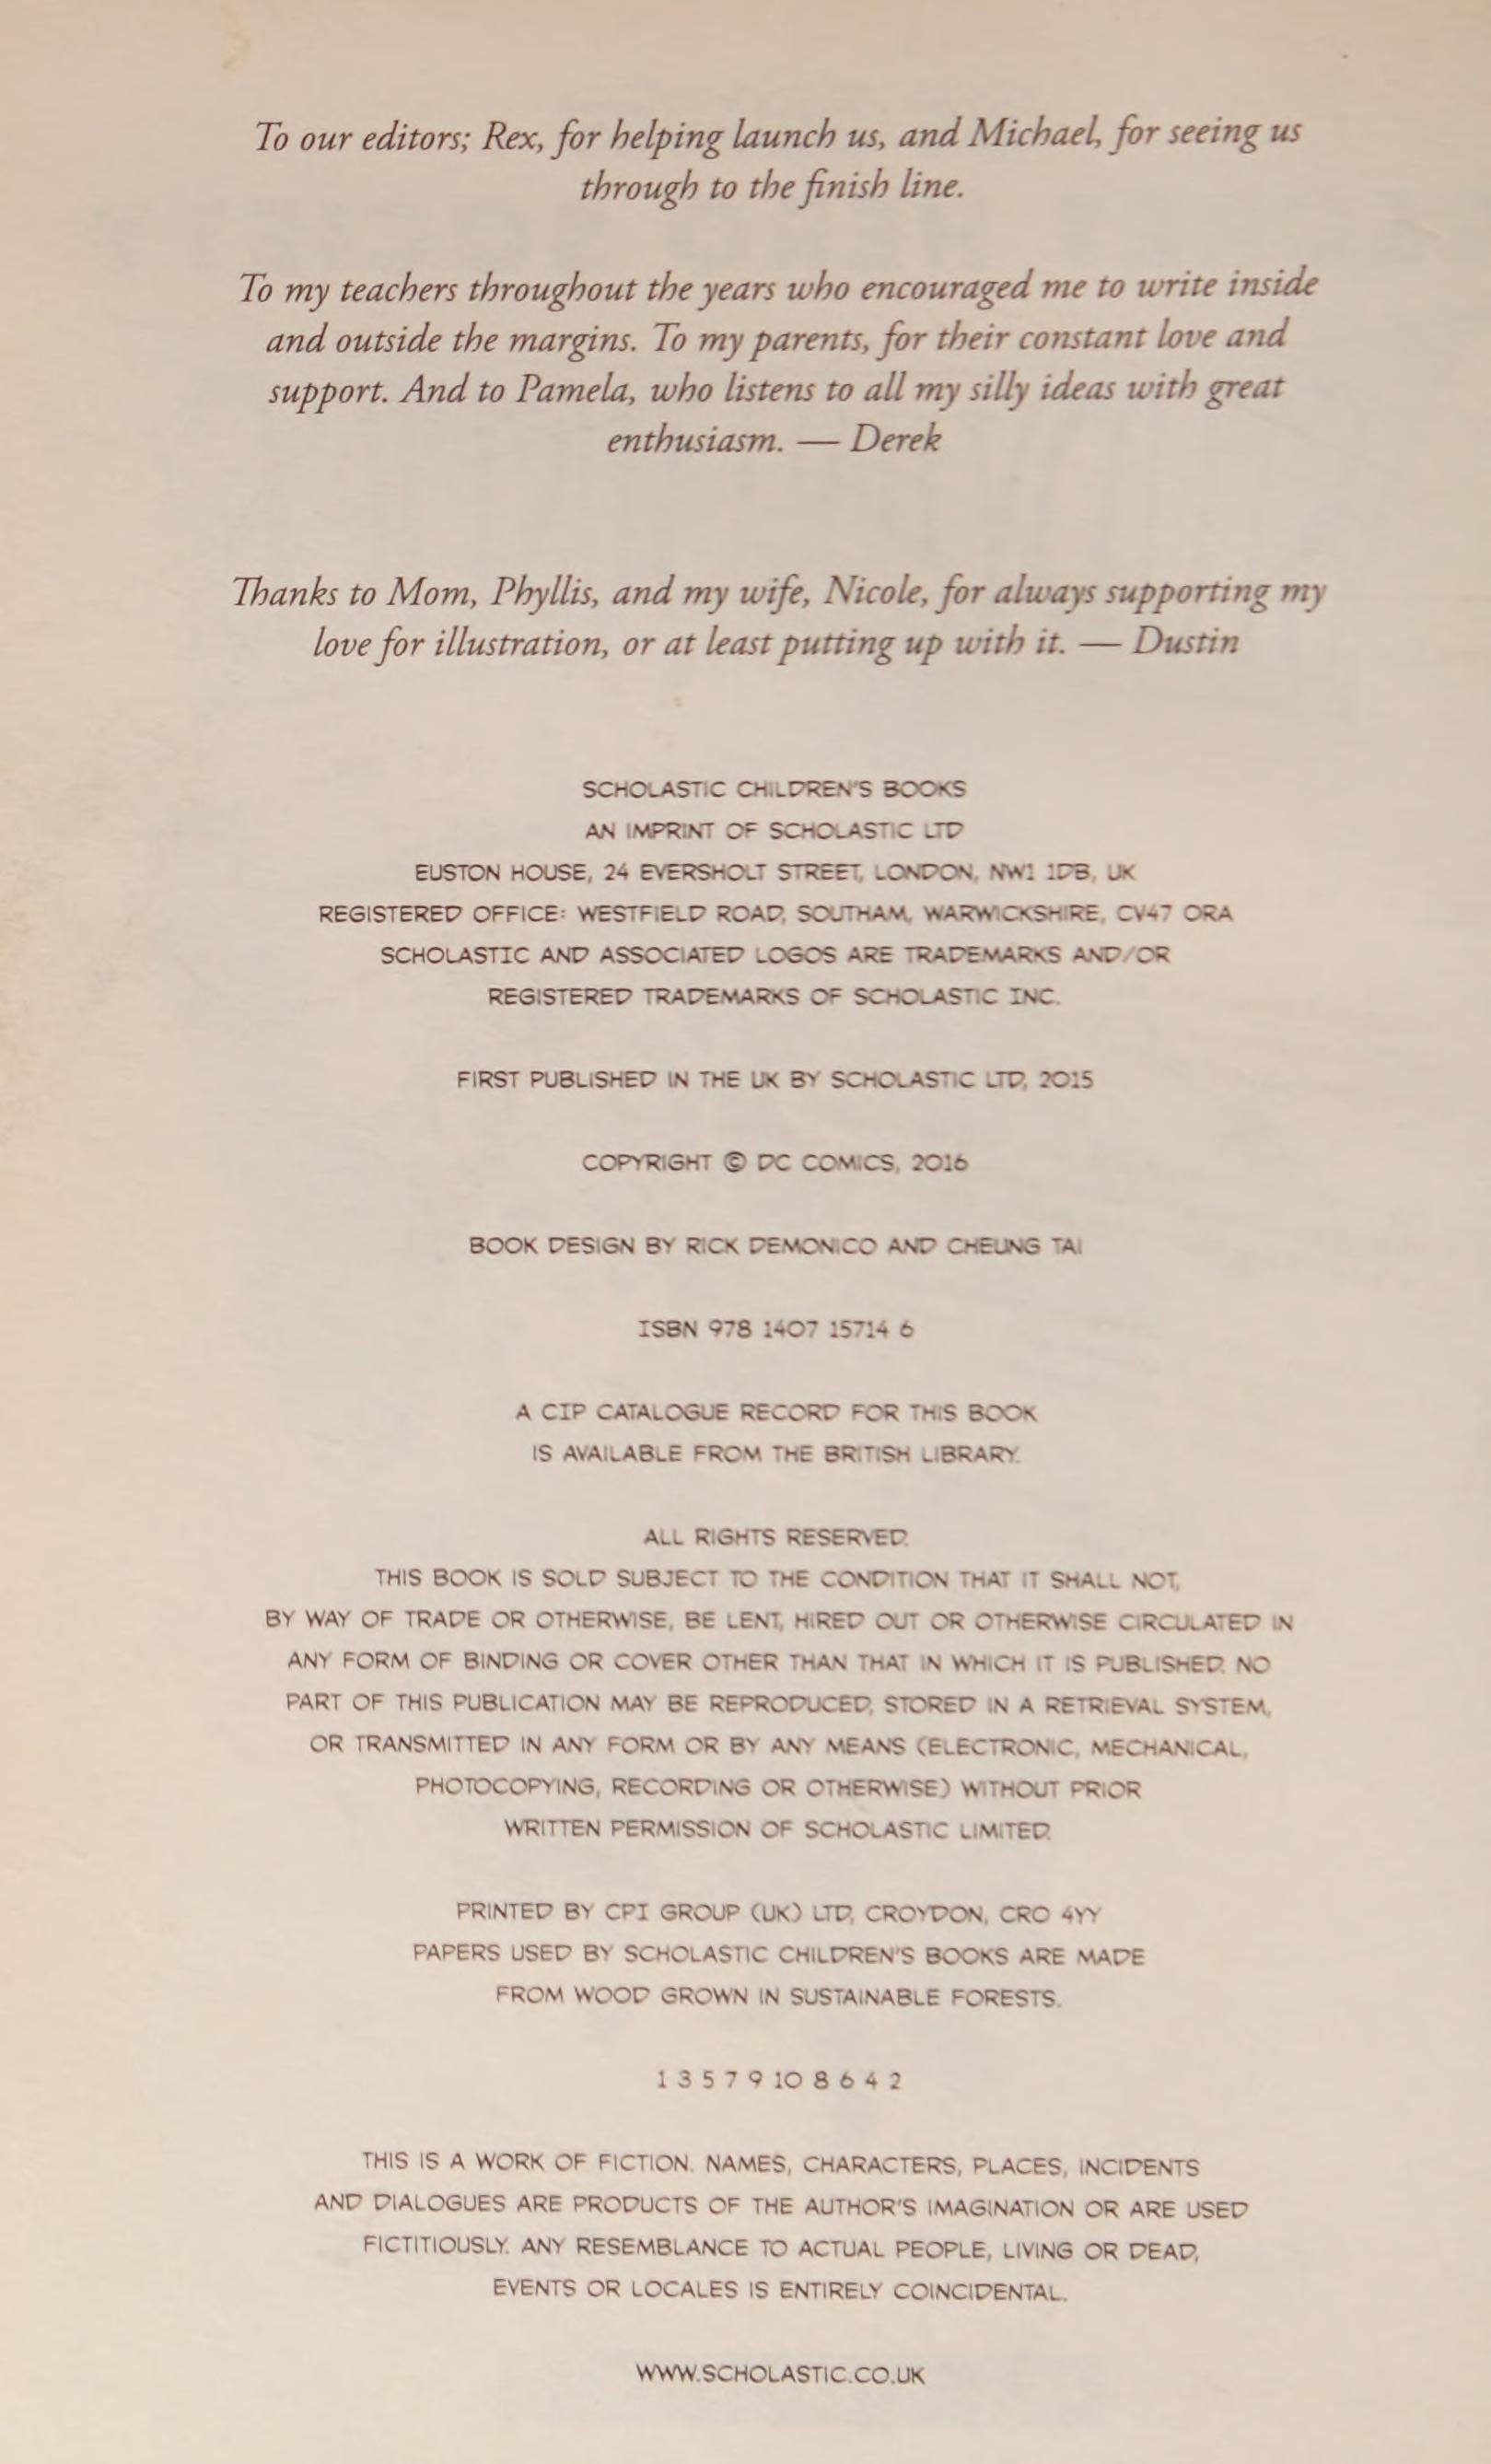 To our editors; Rex, for helping launch us, and Michael, for seeing us
through to the finish line.
To my teachers throughout the years who encouraged me to write inside
and outside the margins. To my parents, for their constant love and
support. And to Pamela, who listens to all my silly ideas with great
enthusiasm. — Derek
Thanks to Mom, Phyllis, and my wife, Nicole, for always supporting my
love for illustration, or at least putting up with it. — Dustin
SCHOLASTIC CHILDREN'S BOOKS
AN IMPRINT OF SCHOLASTIC LTD
EUSTON HOUSE, 24 EVERSHOLT STREET, LONDON, NW1 1DB, UK
REGISTERED OFFICE: WESTFIELD ROAD, SOUTHAM, WARWICKSHIRE, CV47 0RA
SCHOLASTIC AND ASSOCIATED LOGOS ARE TRADEMARKS AND/OR
REGISTERED TRADEMARKS OF SCHOLASTIC INC.
FIRST PUBLISHED IN THE UK BY SCHOLASTIC LTD, 2015
COPYRIGHT © DC COMICS, 2016
BOOK DESIGN BY RICK DEMONICO AND CHEUNG TAI
ISBN 978 1407 15714 6
A CIP CATALOGUE RECORD FOR THIS BOOK
IS AVAILABLE FROM THE BRITISH LIBRARY.
ALL RIGHTS RESERVED.
THIS BOOK IS SOLD SUBJECT TO THE CONDITION THAT IT SHALL NOT,
BY WAY OF TRADE OR OTHERWISE, BE LENT, HIRED OUT OR OTHERWISE CIRCULATED IN
ANY FORM OF BINDING OR COVER OTHER THAN THAT IN WHICH IT IS PUBLISHED. NO
PART OF THIS PUBLICATION MAY BE REPRODUCED, STORED IN A RETRIEVAL SYSTEM,
OR TRANSMITTED IN ANY FORM OR BY ANY MEANS (ELECTRONIC, MECHANICAL,
PHOTOCOPYING, RECORDING OR OTHERWISE) WITHOUT PRIOR
WRITTEN PERMISSION OF SCHOLASTIC LIMITED.
PRINTED BY CPI GROUP (UK) LTD, CROYDON, CR0 4YY
PAPERS USED BY SCHOLASTIC CHILDREN'S BOOKS ARE MADE
FROM WOOD GROWN IN SUSTAINABLE FORESTS.
1 3 5 7 9 10 8 6 4 2
THIS IS A WORK OF FICTION. NAMES, CHARACTERS, PLACES, INCIDENTS
AND DIALOGUES ARE PRODUCTS OF THE AUTHOR'S IMAGINATION OR ARE USED
FICTITIOUSLY. ANY RESEMBLANCE TO ACTUAL PEOPLE, LIVING OR DEAD,
EVENTS OR LOCALES IS ENTIRELY COINCIDENTAL.
WWW.SCHOLASTIC.CO.UK